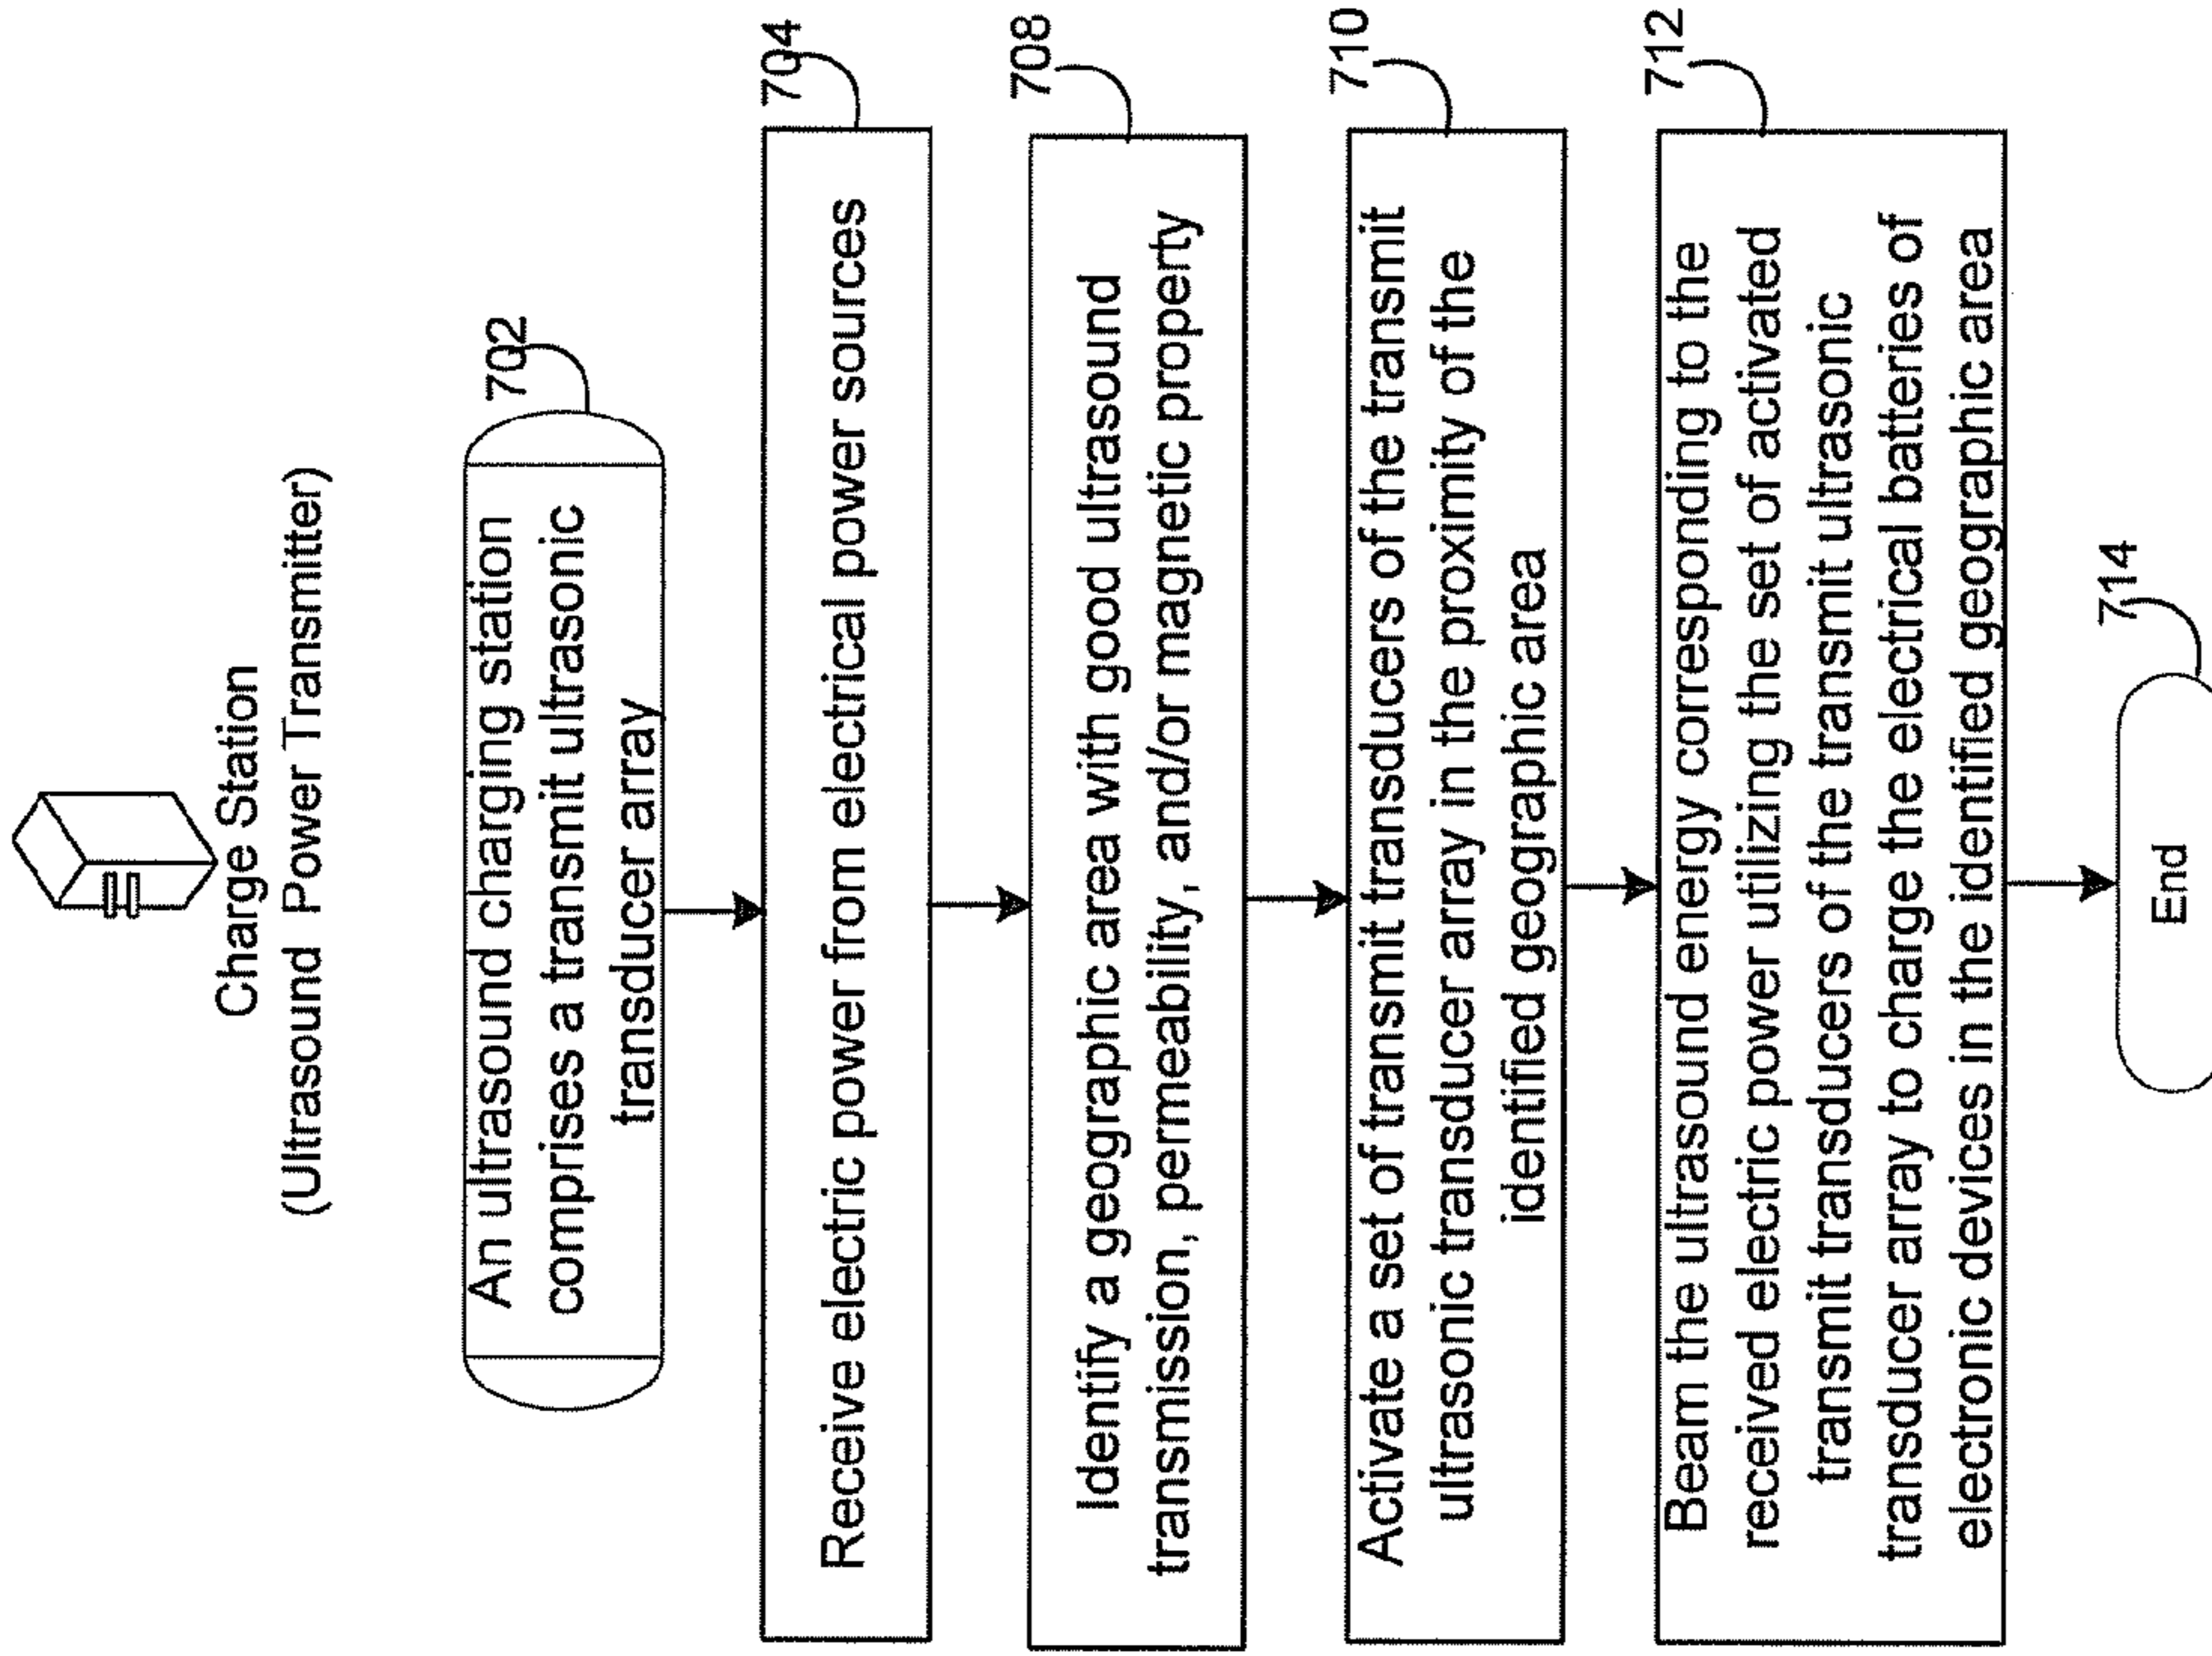 Charge Station
(Ultrasound Power Transmitter)
702
An ultrasound charging station
comprises a transmit ultrasonic
transducer array
704
Receive electric power from electrical power sources
708
Identify a geographic area with good ultrasound
transmission, permeability, and/or magnetic property
710
Activate a set of transmit transducers of the transmit
ultrasonic transducer array in the proximity of the
identified geographic area
712
Beam the ultrasound energy corresponding to the
received electric power utilizing the set of activated
transmit transducers of the transmit ultrasonic
transducer array to charge the electrical batteries of
electronic devices in the identified geographic area
714
End